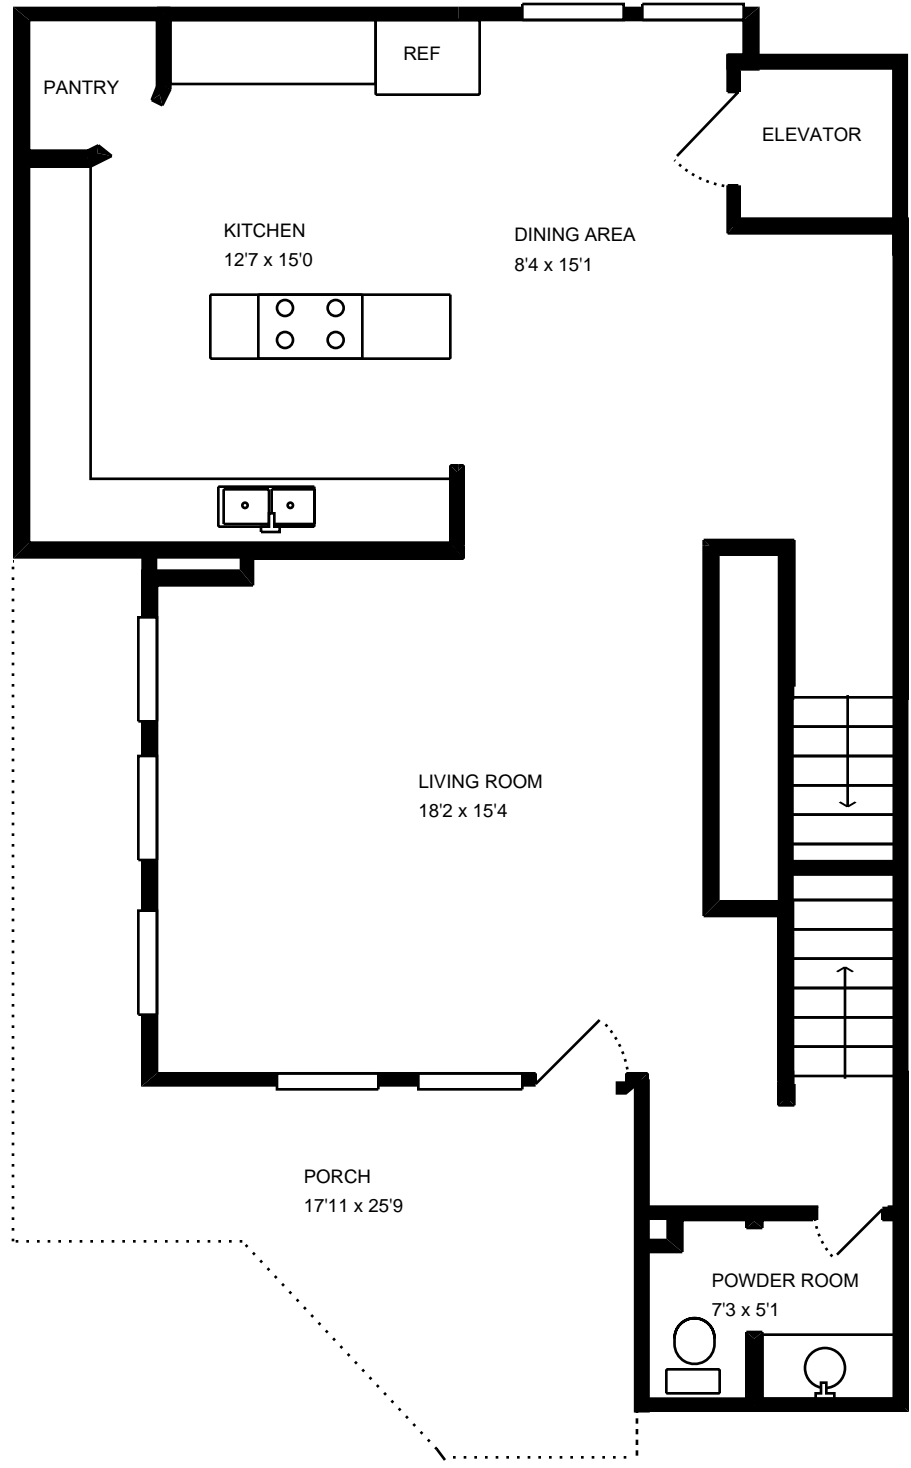 REF
PANTRY
ELEVATOR
KITCHEN
12'7 x 15'0
DINING AREA
8'4 x 15'1
LIVING ROOM
18'2 x 15'4
PORCH
17'11 x 25'9
POWDER ROOM
7'3 x 5'1